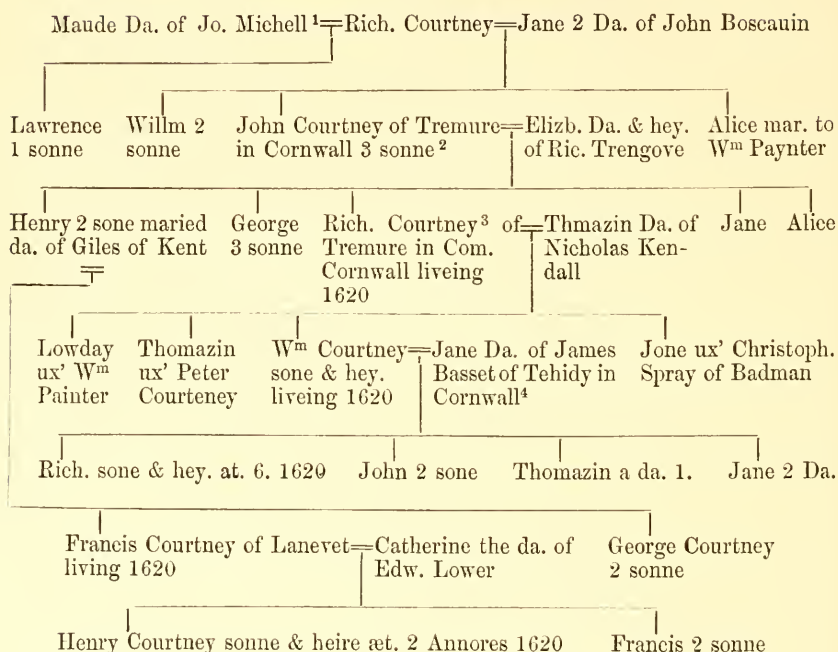 Maude Da. of Jo. Michell¹=Rich. Courtney=Jane 2 Da. of John Boscauin
Lawrence
1 sonne
Willm 2
sonne
John Courtney of Tremure=Elizb. Da. & hey.
in Cornwall 3 sonne² of Ric. Trengove
Alice mar. to
Wᵐ Paynter
Henry 2 sone maried
da. of Giles of Kent
George
3 sonne
Rich. Courtney³ of=Thmazin Da. of
Tremure in Com. Nicholas Ken-
Cornwall liveing dall
1620
Jane
Alice
Lowday
ux' Wᵐ
Painter
Thomazin
ux' Peter
Courteney
Wᵐ Courtney=Jane Da. of James
sone & hey. Basset of Tehidy in
liveing 1620 Cornwall⁴
Jone ux' Christoph.
Spray of Badman
Rich. sone & hey. at. 6. 1620 John 2 sone Thomazin a da. 1. Jane 2 Da.
Francis Courtney of Lanevet=Catherine the da. of
living 1620 Edw. Lower
George Courtney
2 sonne
Henry Courtney sonne & heire æt. 2 Annores 1620 Francis 2 sonne